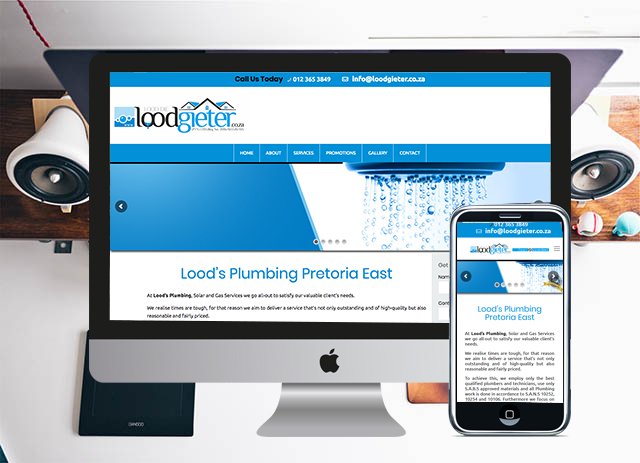 Call Us Today 012 365 3849 info@loodgieter.co.za
loodgieter.co.za
HOME ABOUT SERVICES PROMOTIONS GALLERY CONTACT
Lood's Plumbing Pretoria East
At Lood's Plumbing, Solar and Gas Services we go all-out to satisfy our valuable client's needs.
We realise times are tough, for that reason we aim to deliver a service that's not only outstanding and of high-quality but also
reasonable and fairly priced.
Get
Nam
Cont
012 365 3849
info@loodgieter.co.za
loodgieter
Lood's Plumbing
Pretoria East
At Lood's Plumbing, Solar and Gas Services
we go all-out to satisfy our valuable client's
needs.
We realise times are tough, for that reason
we aim to deliver a service that's not only
outstanding and of high-quality but also
reasonable and fairly priced.
To achieve this, we employ only the best
qualified plumbers and technicians, use only
S.A.B.S approved materials and all Plumbing
work is done in accordance to S.A.N.S 10252,
10254 and 10106. Furthermore we focus on
BAMBOO